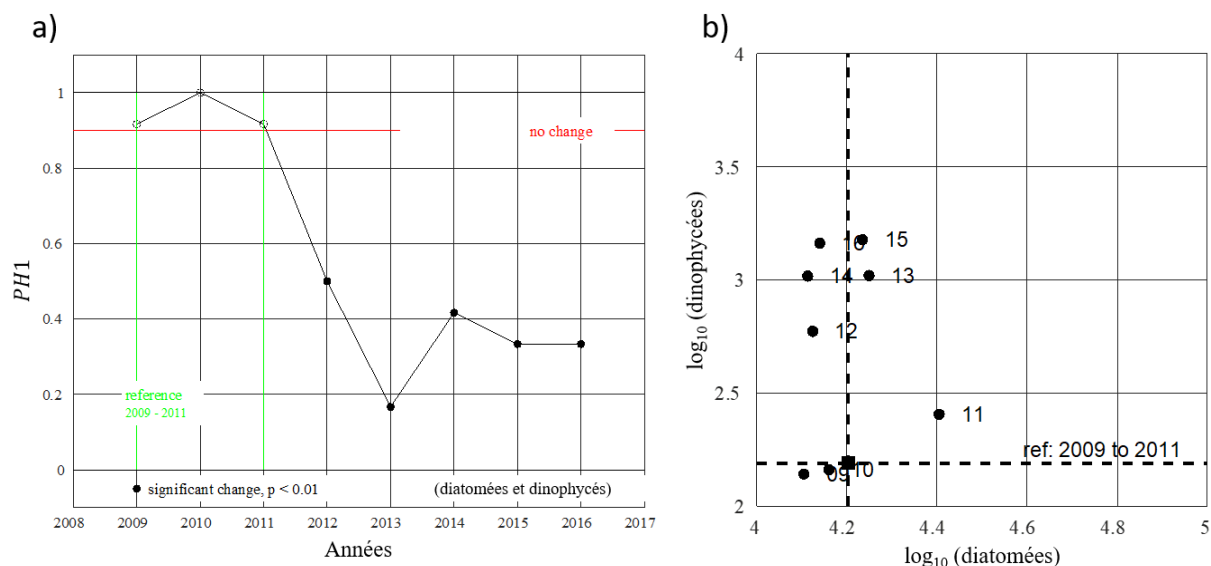 a)
1
0.8
0.6
0.4
0.2
0
PH1
no change
reference
2009 - 2011
significant change, p < 0.01
(diatomées et dinophycés)
2008 2009 2010 2011 2012 2013 2014 2015 2016 2017
Années
b)
4
3.5
3
2.5
2
log10 (dinophycées)
16
15
14
13
12
11
ref: 2009 to 2011
09
10
4 4.2 4.4 4.6 4.8 5
log10 (diatomées)